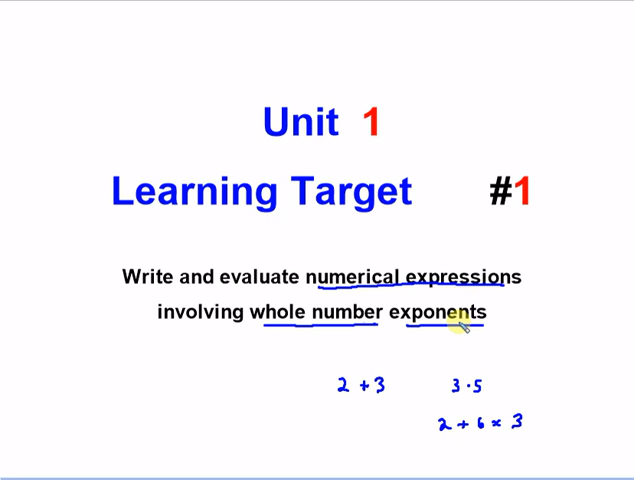 Unit 1
Learning Target #1
Write and evaluate numerical expressions
involving whole number exponents
2 + 3 3 · 5
2 + 6 × 3